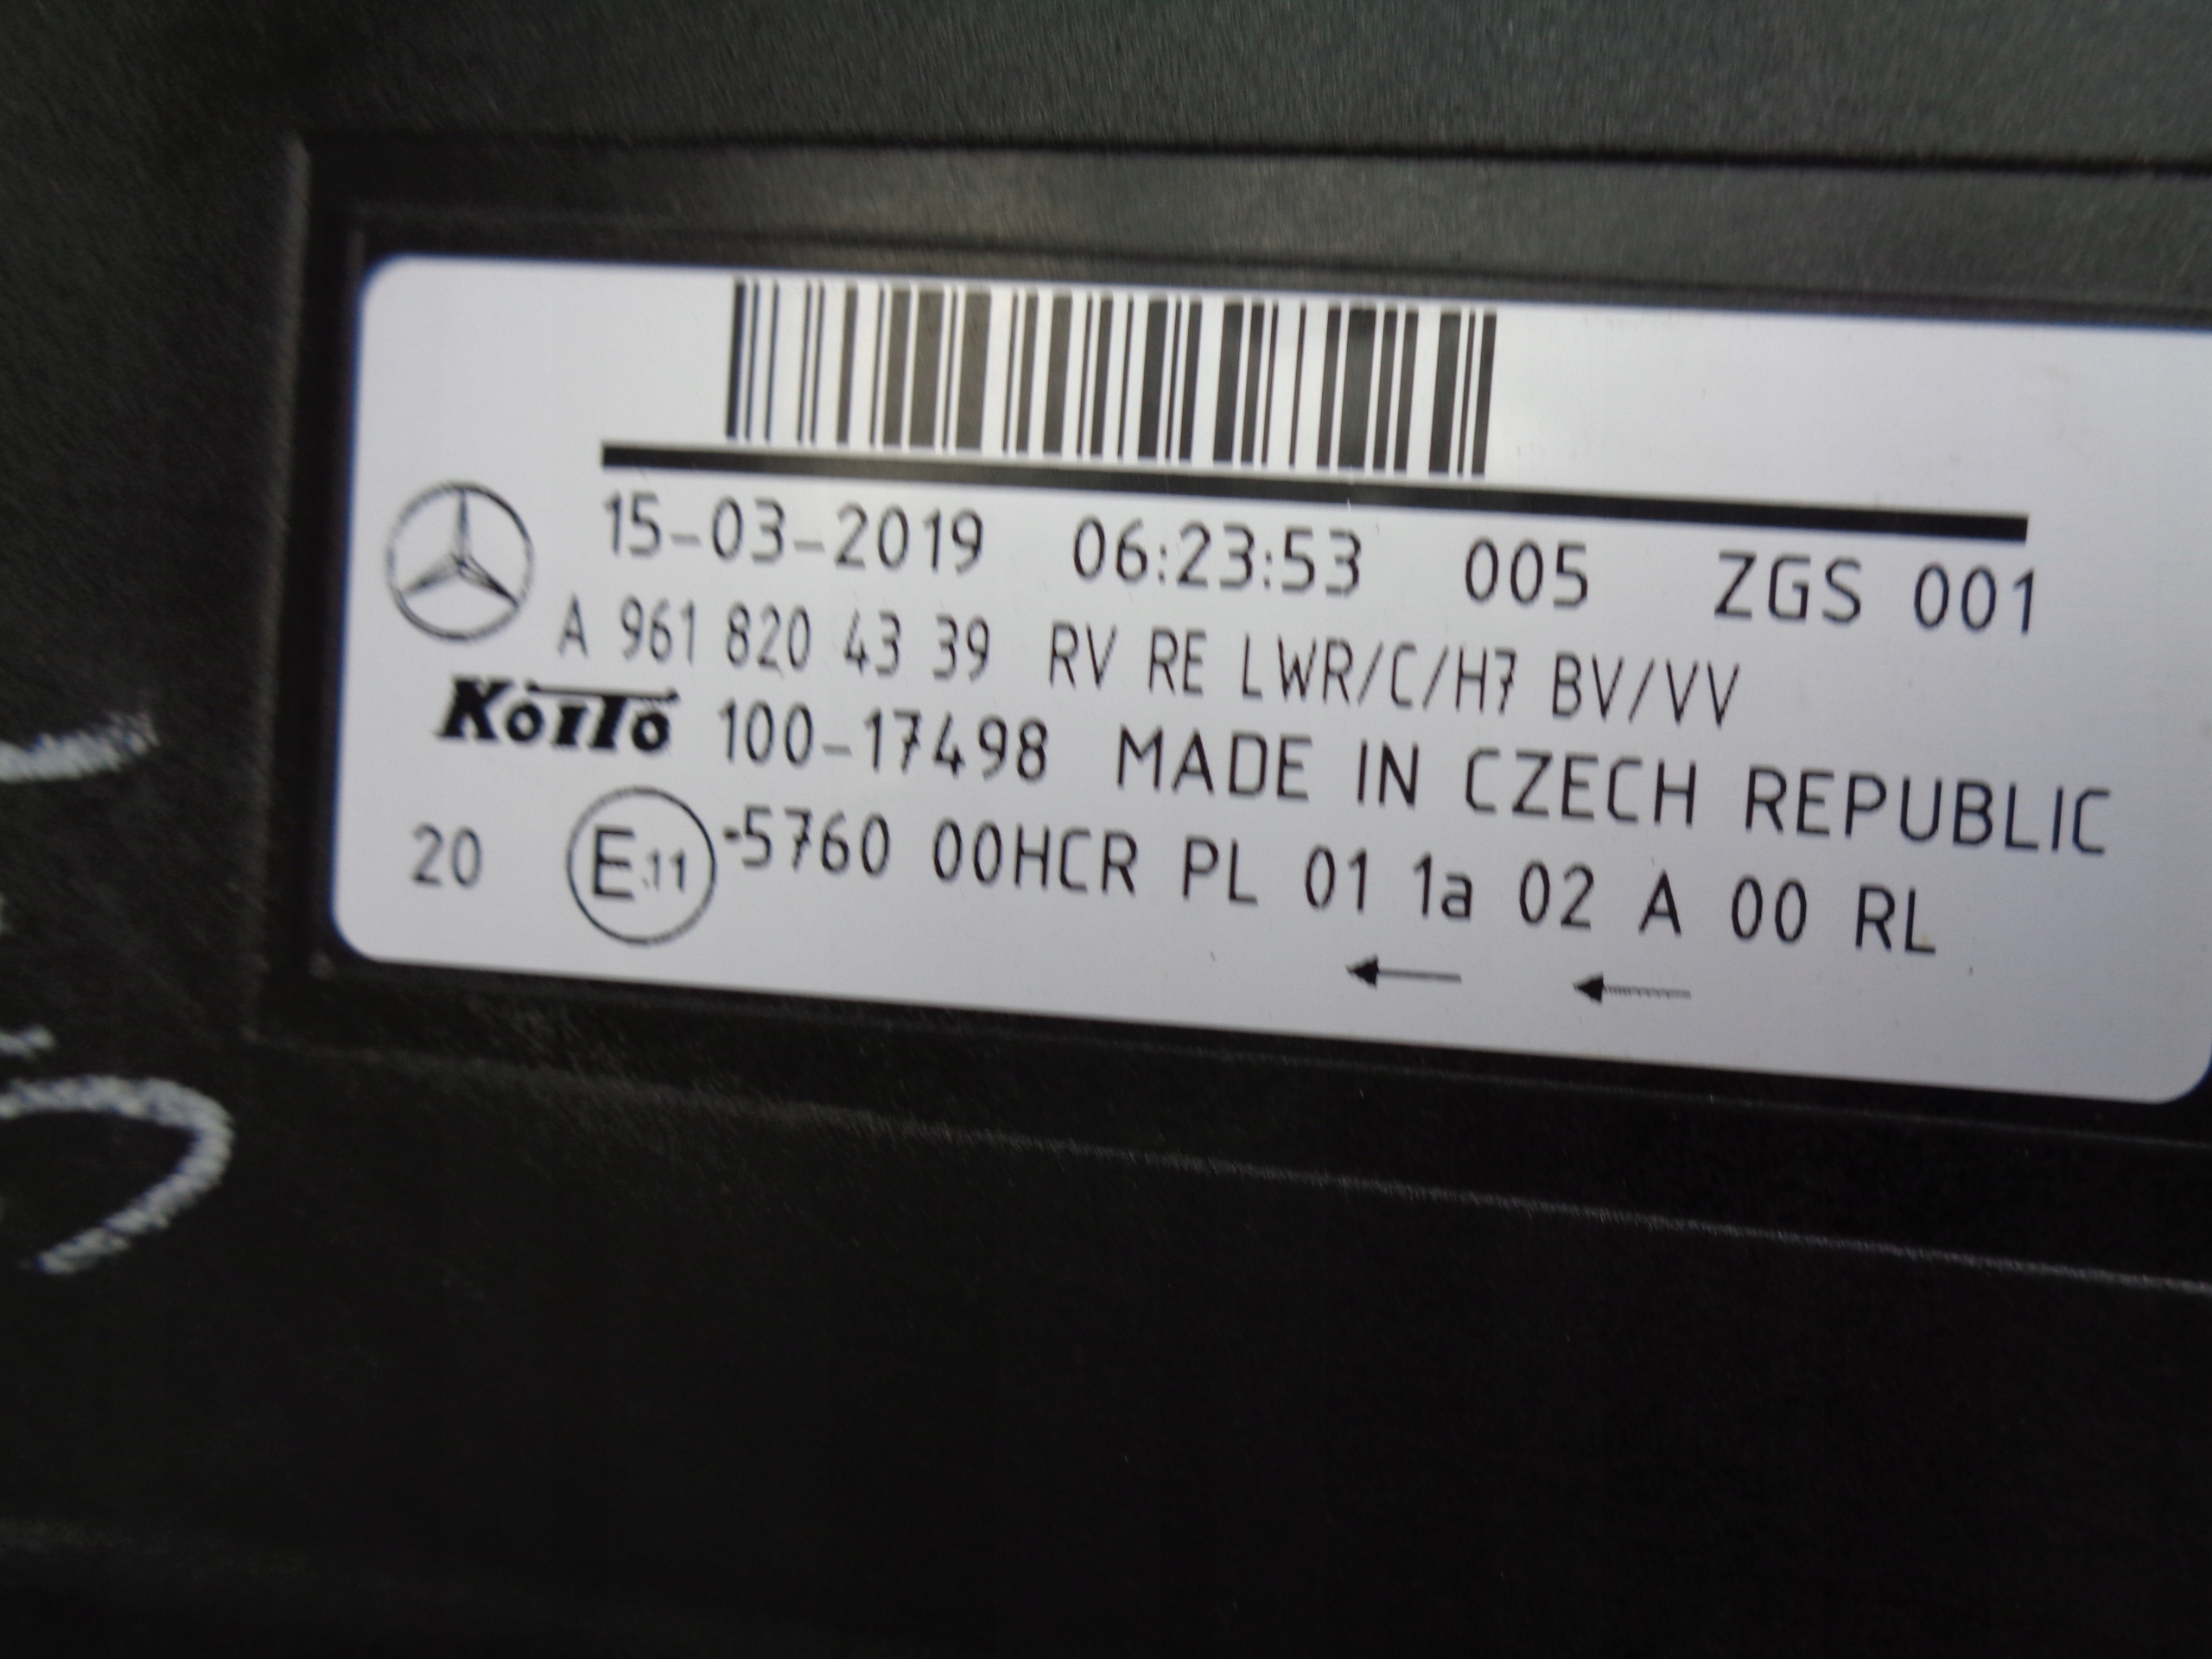 15-03-2019 06:23:53 005 ZGS 001
A 961 820 43 39 RV RE LWR/C/H7 BV/VV
KOITO 100-17498 MADE IN CZECH REPUBLIC
20 E11 -5760 00HCR PL 01 1a 02 A 00 RL